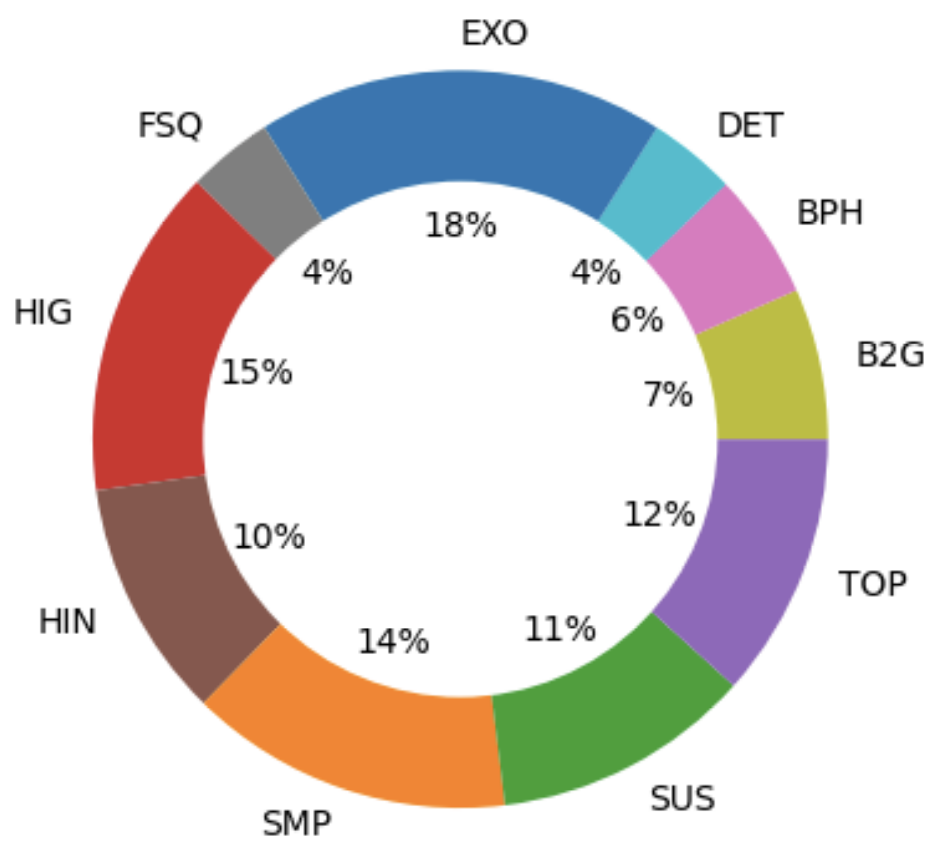 EXO
18%
DET
4%
BPH
6%
B2G
7%
TOP
12%
SUS
11%
SMP
14%
HIN
10%
HIG
15%
FSQ
4%